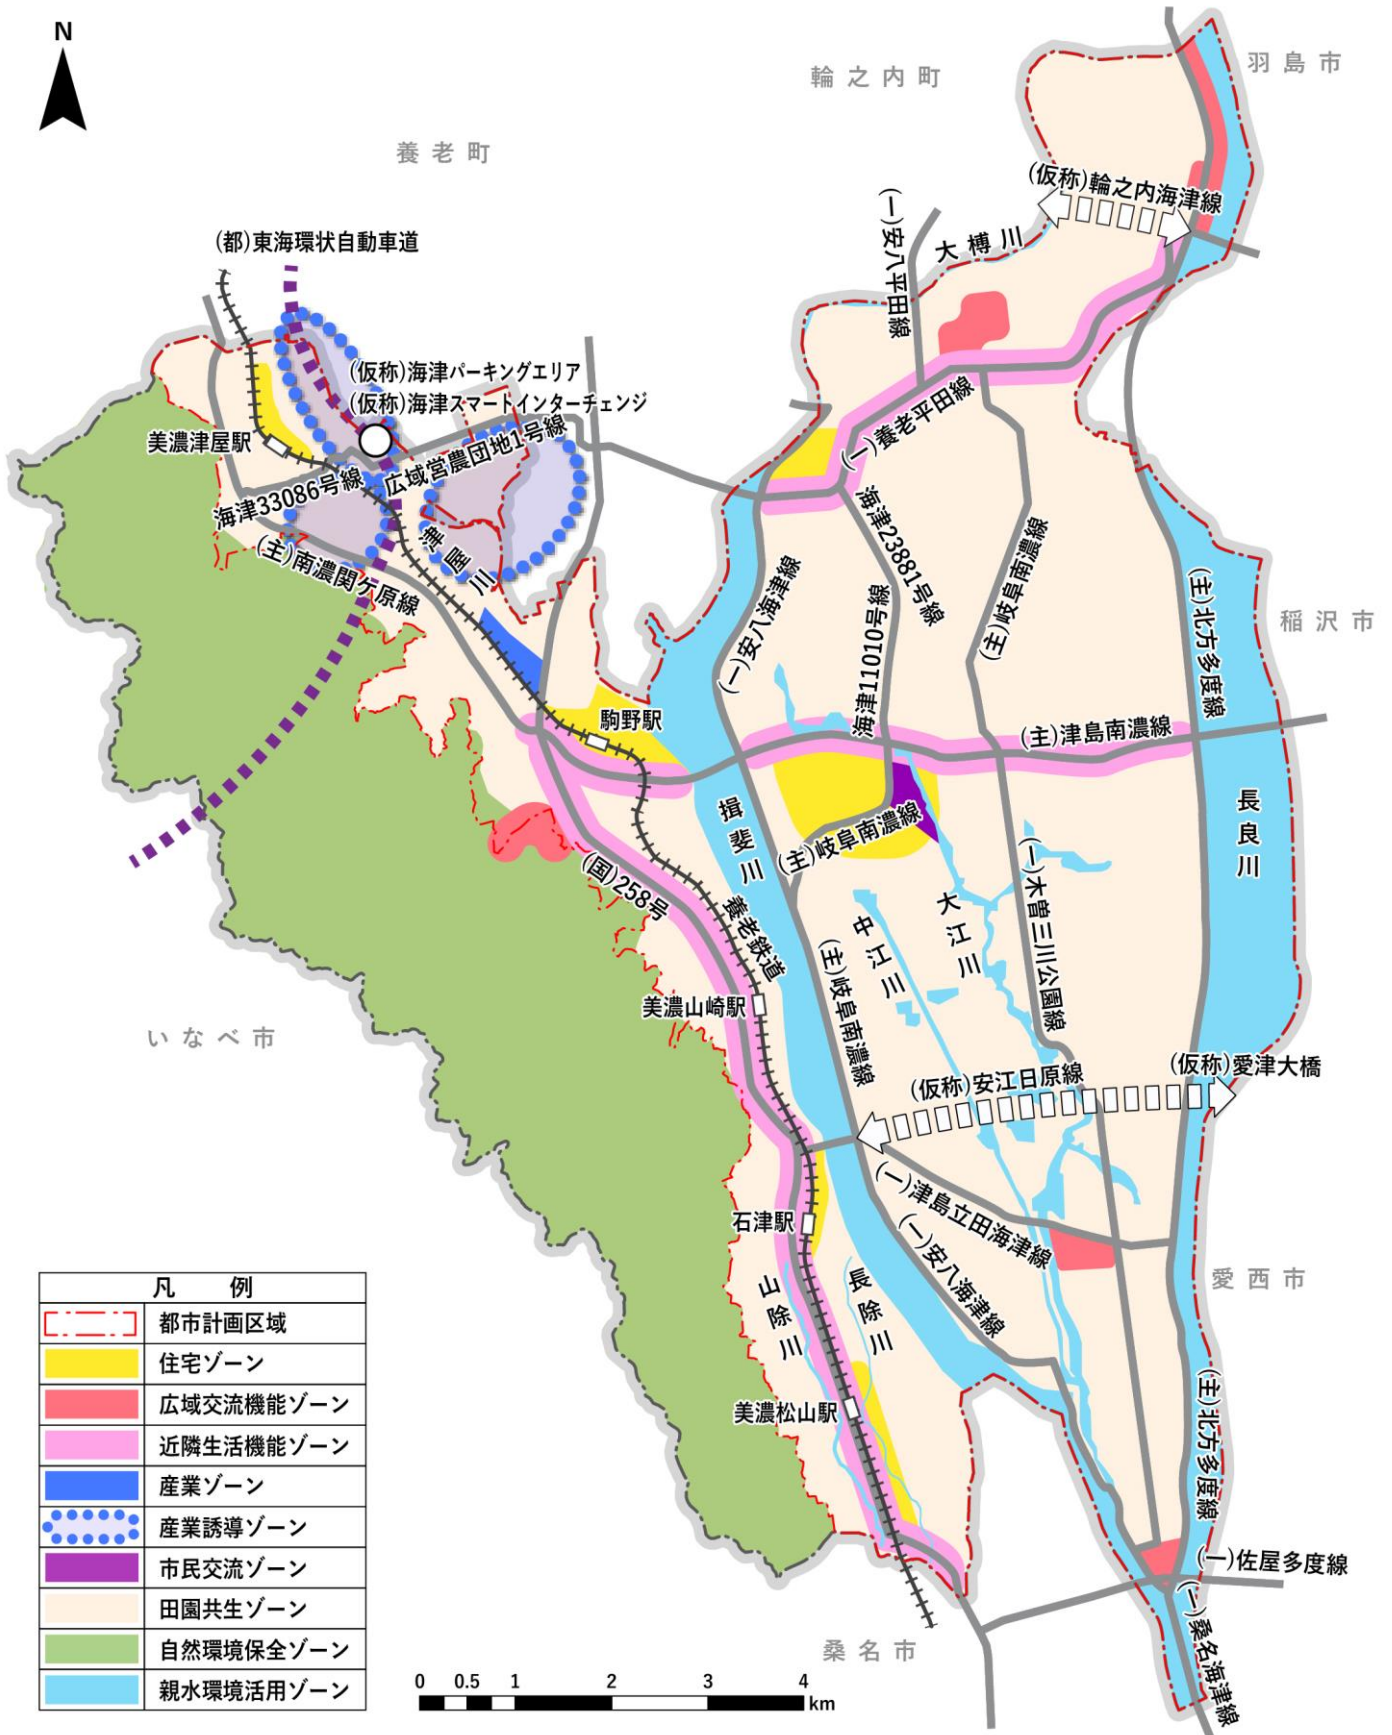 N
輪之内町
羽島市
養老町
(仮称)輪之内海津線
(一)安八平田線
大榑川
(都)東海環状自動車道
(仮称)海津パーキングエリア
(仮称)海津スマートインターチェンジ
美濃津屋駅
広域営農団地1号線
(一)養老平田線
海津33086号線
津屋川
海津23881号線
(主)南濃関ケ原線
(一)安八海津線
海津11010号線
(主)岐阜南濃線
(主)北方多度線
稲沢市
駒野駅
(主)津島南濃線
揖斐川
長良川
(主)岐阜南濃線
(国)258号
養老鉄道
中江川
大江川
(一)木曽三川公園線
(主)岐阜南濃線
美濃山崎駅
いなべ市
(仮称)安江日原線
(仮称)愛津大橋
(一)津島立田海津線
石津駅
(一)安八海津線
山除川
長除川
愛西市
美濃松山駅
(主)北方多度線
(一)佐屋多度線
(一)桑名海津線
桑名市
凡 例
都市計画区域
住宅ゾーン
広域交流機能ゾーン
近隣生活機能ゾーン
産業ゾーン
産業誘導ゾーン
市民交流ゾーン
田園共生ゾーン
自然環境保全ゾーン
親水環境活用ゾーン
0 0.5 1 2 3 4
km